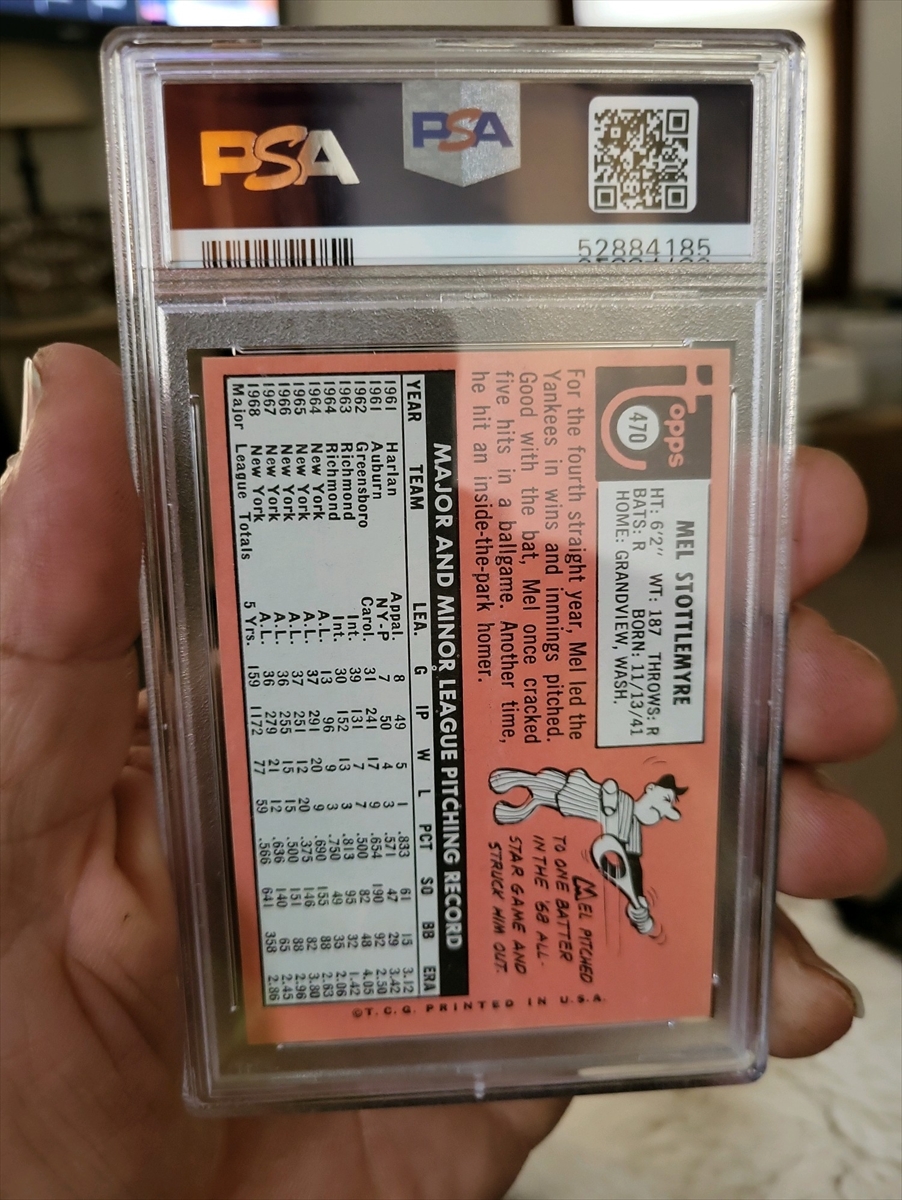 PSA
PSA
52884185
Topps
470
MEL STOTTLEMYRE
HT: 6'2" WT: 187 THROWS: R
BATS: R BORN: 11/13/41
HOME: GRANDVIEW, WASH.
For the fourth straight year, Mel led the
Yankees in wins and innnings pitched.
Good with the bat, Mel once cracked
five hits in a ballgame. Another time,
he hit an inside-the-park homer.
MEL PITCHED
TO ONE BATTER
IN THE '68 ALL-
STAR GAME AND
STRUCK HIM OUT.
MAJOR AND MINOR LEAGUE PITCHING RECORD
YEAR TEAM LEA. G IP W L PCT SO BB ERA
1961 Harlan Appal. 8 49 5 1 .833 61 15 3.12
1961 Auburn NY-P 7 50 4 3 .571 47 29 3.42
1962 Greensboro Carol. 31 241 17 9 .654 190 92 2.50
1963 Richmond Int. 39 131 7 7 .500 82 48 4.05
1964 Richmond Int. 30 152 13 3 .813 95 32 1.42
1964 New York A.L. 13 96 9 3 .750 49 35 2.06
1965 New York A.L. 37 291 20 9 .690 155 88 2.63
1966 New York A.L. 37 251 12 20 .375 146 82 3.80
1967 New York A.L. 36 255 15 15 .500 151 88 2.96
1968 New York A.L. 36 279 21 12 .636 140 65 2.45
Major League Totals 5 Yrs. 159 1172 77 59 .566 641 358 2.86
©T.C.G. PRINTED IN U.S.A.